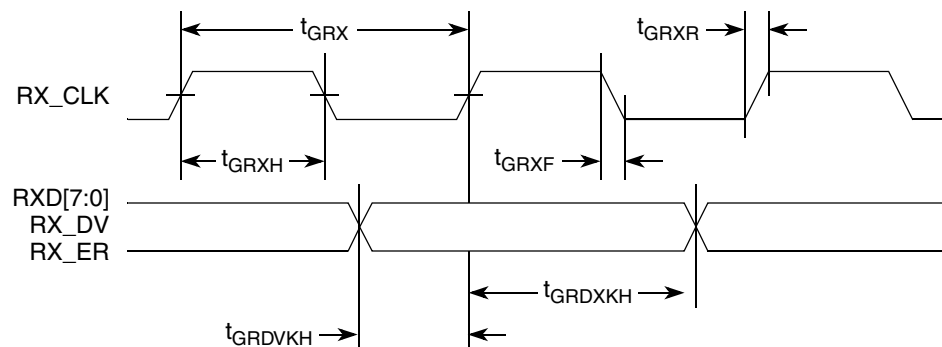 tGRX
tGRXR
RX_CLK
tGRXH
tGRXF
RXD[7:0]
RX_DV
RX_ER
tGRDXKH
tGRDVKH